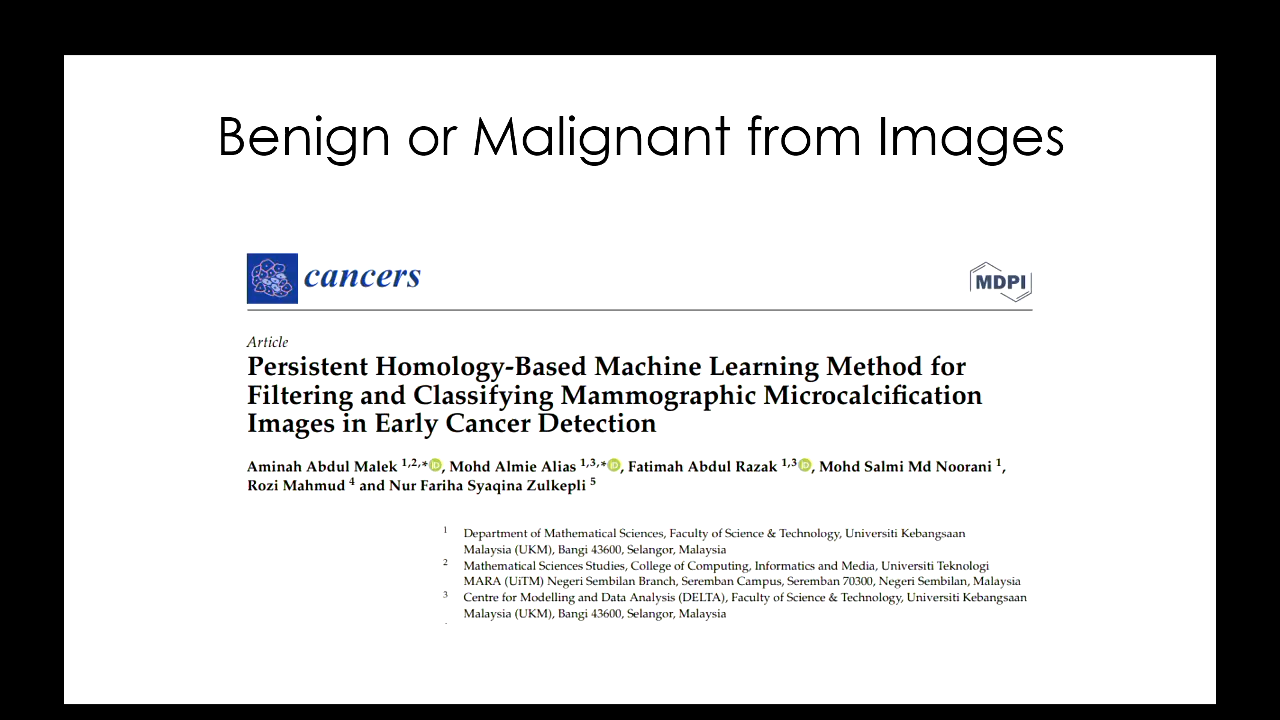 Benign or Malignant from Images
cancers
MDPI
Article
Persistent Homology-Based Machine Learning Method for
Filtering and Classifying Mammographic Microcalcification
Images in Early Cancer Detection
Aminah Abdul Malek 1,2,*, Mohd Almie Alias 1,3,*, Fatimah Abdul Razak 1,3, Mohd Salmi Md Noorani 1,
Rozi Mahmud 4 and Nur Fariha Syaqina Zulkepli 5
1 Department of Mathematical Sciences, Faculty of Science & Technology, Universiti Kebangsaan
Malaysia (UKM), Bangi 43600, Selangor, Malaysia
2 Mathematical Sciences Studies, College of Computing, Informatics and Media, Universiti Teknologi
MARA (UiTM) Negeri Sembilan Branch, Seremban Campus, Seremban 70300, Negeri Sembilan, Malaysia
3 Centre for Modelling and Data Analysis (DELTA), Faculty of Science & Technology, Universiti Kebangsaan
Malaysia (UKM), Bangi 43600, Selangor, Malaysia